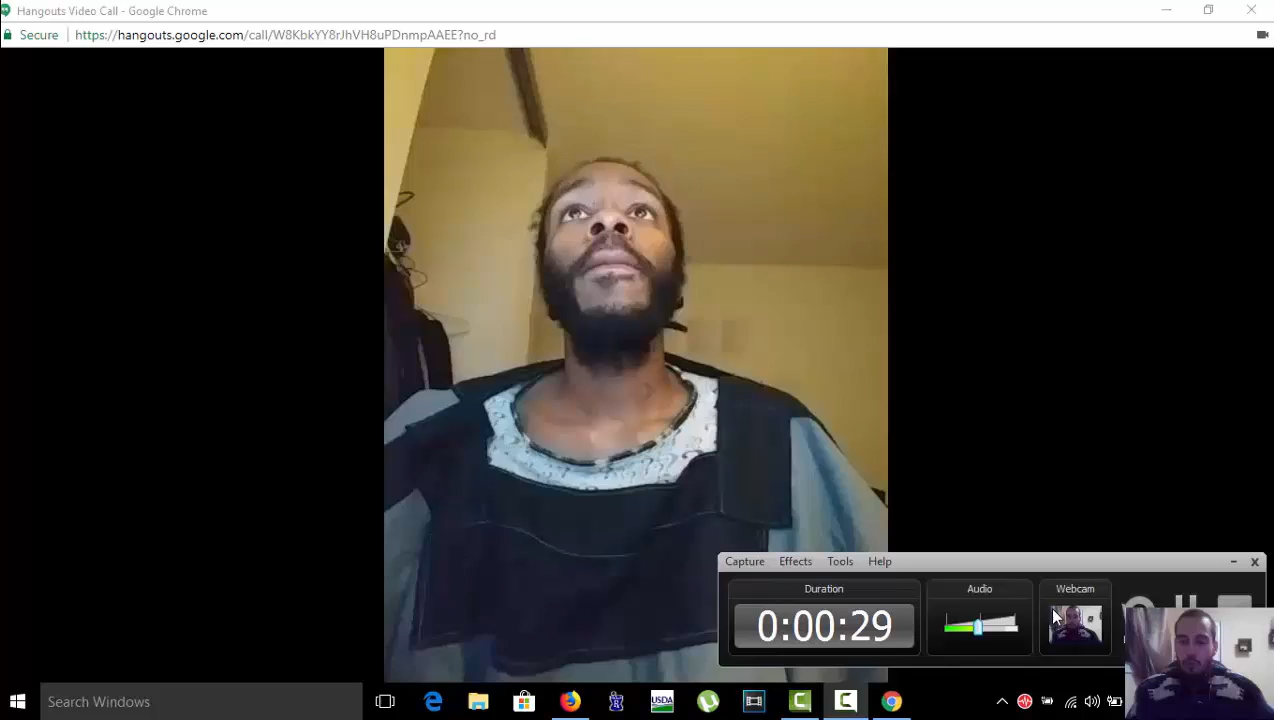 Hangouts Video Call - Google Chrome
Secure
https://hangouts.google.com/call/W8KbkYY8rJhVH8uPDnmpAAEE?no_rd
Capture Effects Tools Help
Duration Audio Webcam
0:00:29
Search Windows
USDA